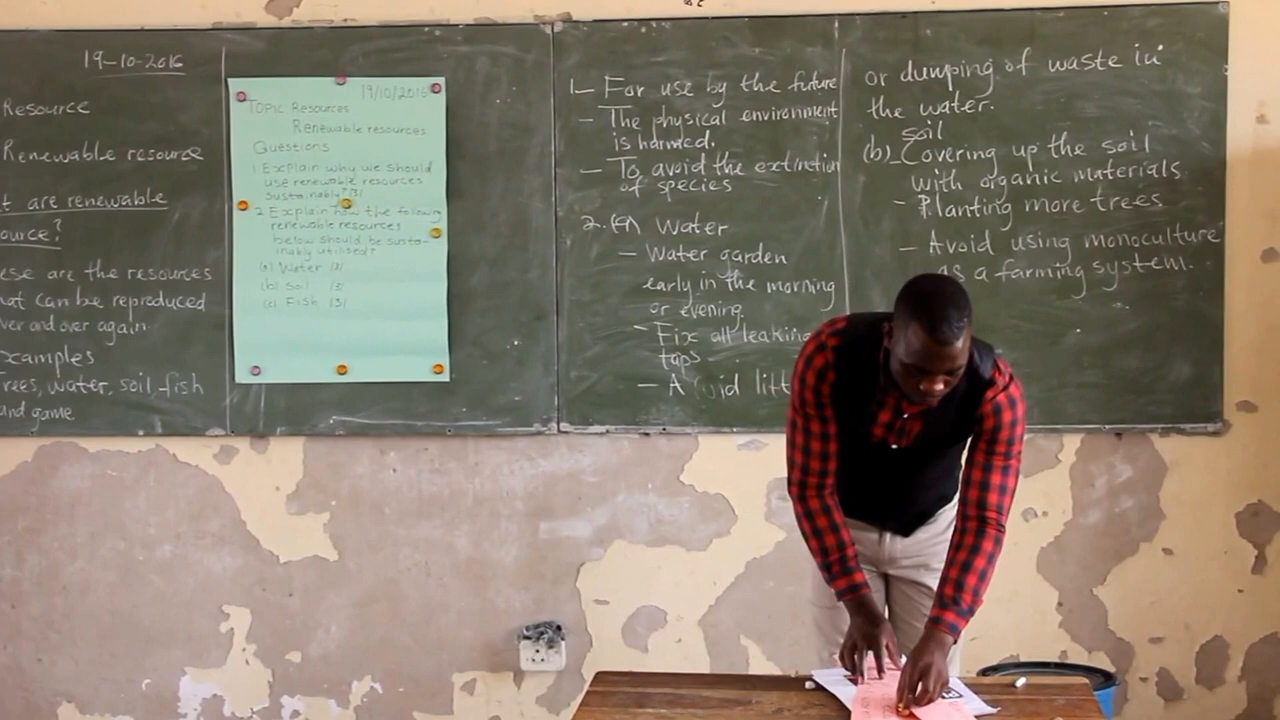 19-10-2016
Resource
Renewable resource
t are renewable
ource?
ese are the resources
hat can be reproduced
ver and over again.
xamples
rees, water, soil, fish
and game
19/10/2016
TOPIC Resources
Renewable resources
Questions
1. Explain why we should
use renewable resources
sustainably? /3/
2. Explain how the following
renewable resources
below should be susta-
inably utilised?
(a) Water /3/
(b) Soil /3/
(c) Fish /3/
1. - For use by the future
- The physical environment
is harmed.
- To avoid the extinction
of species
2. (a) Water
- Water garden
early in the morning
or evening.
- Fix all leaking
taps
- Avoid litt
or dumping of waste in
the water.
soil
(b) - Covering up the soil
with organic materials
- Planting more trees
- Avoid using monoculture
as a farming system.